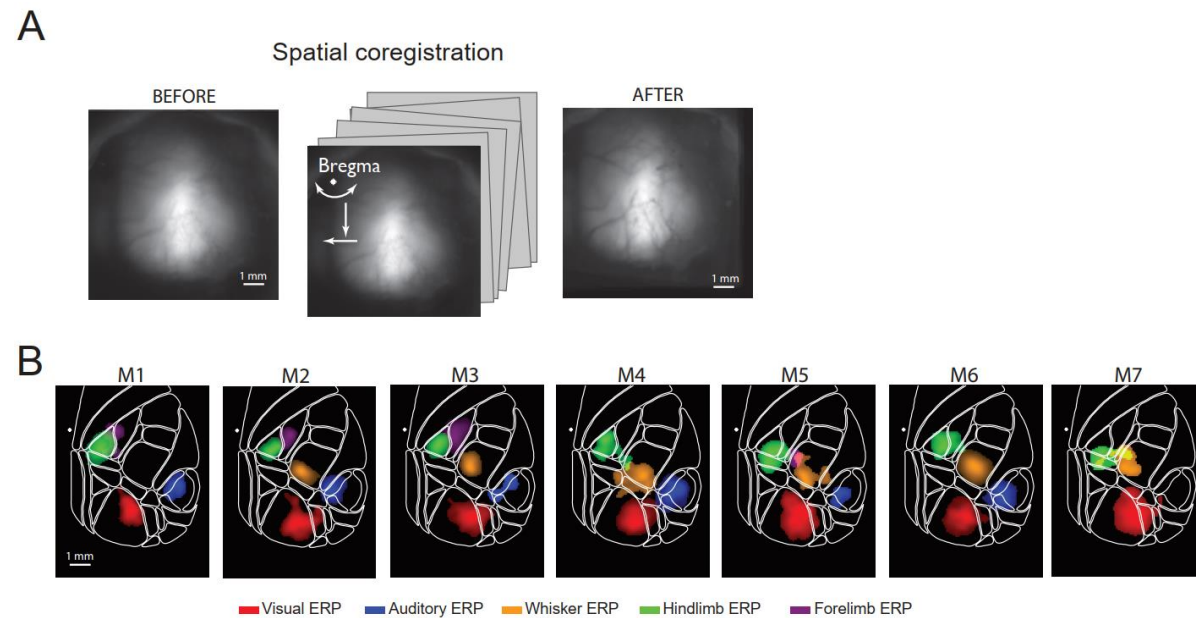 A
Spatial coregistration
BEFORE
AFTER
Bregma
1 mm
1 mm
B
M1 M2 M3 M4 M5 M6 M7
1 mm
Visual ERP Auditory ERP Whisker ERP Hindlimb ERP Forelimb ERP